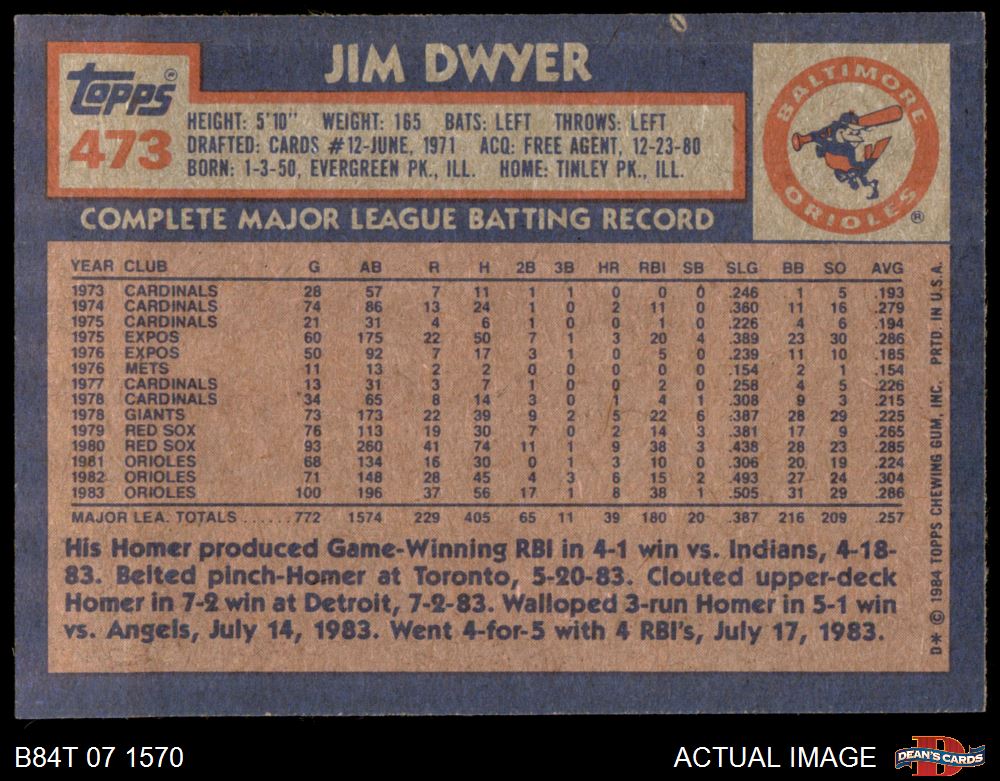 JIM DWYER
Topps®
473
HEIGHT: 5'10" WEIGHT: 165 BATS: LEFT THROWS: LEFT
DRAFTED: CARDS #12-JUNE, 1971 ACQ: FREE AGENT, 12-23-80
BORN: 1-3-50, EVERGREEN PK., ILL. HOME: TINLEY PK., ILL.
BALTIMORE
ORIOLES
®
COMPLETE MAJOR LEAGUE BATTING RECORD
YEAR CLUB G AB R H 2B 3B HR RBI SB SLG BB SO AVG
1973 CARDINALS 28 57 7 11 1 1 0 0 0 .246 1 5 .193
1974 CARDINALS 74 86 13 24 1 0 2 11 0 .360 11 16 .279
1975 CARDINALS 21 31 4 6 1 0 0 1 0 .226 4 6 .194
1975 EXPOS 60 175 22 50 7 1 3 20 4 .389 23 30 .286
1976 EXPOS 50 92 7 17 3 1 0 5 0 .239 11 10 .185
1976 METS 11 13 2 2 0 0 0 0 0 .154 2 1 .154
1977 CARDINALS 13 31 3 7 1 0 0 2 0 .258 4 5 .226
1978 CARDINALS 34 65 8 14 3 0 1 4 1 .308 9 3 .215
1978 GIANTS 73 173 22 39 9 2 5 22 6 .387 28 29 .225
1979 RED SOX 76 113 19 30 7 0 2 14 3 .381 17 9 .265
1980 RED SOX 93 260 41 74 11 1 9 38 3 .438 28 23 .285
1981 ORIOLES 68 134 16 30 0 1 3 10 0 .306 20 19 .224
1982 ORIOLES 71 148 28 45 4 3 6 15 2 .493 27 24 .304
1983 ORIOLES 100 196 37 56 17 1 8 38 1 .505 31 29 .286
MAJOR LEA. TOTALS ...... 772 1574 229 405 65 11 39 180 20 .387 216 209 .257
His Homer produced Game-Winning RBI in 4-1 win vs. Indians, 4-18-
83. Belted pinch-Homer at Toronto, 5-20-83. Clouted upper-deck
Homer in 7-2 win at Detroit, 7-2-83. Walloped 3-run Homer in 5-1 win
vs. Angels, July 14, 1983. Went 4-for-5 with 4 RBI's, July 17, 1983.
D* © 1984 TOPPS CHEWING GUM, INC. PRTD. IN U.S.A.
B84T 07 1570
ACTUAL IMAGE
D
DEAN'S CARDS